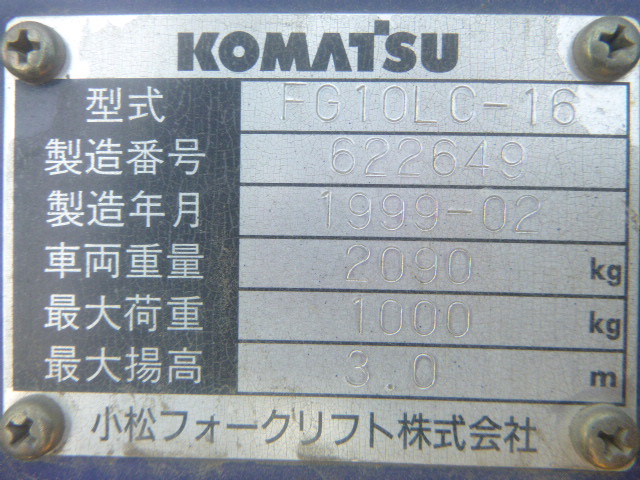 KOMATSU
型式 FG10LC-16
製造番号 622649
製造年月 1999-02
車両重量 2090 kg
最大荷重 1000 kg
最大揚高 3.0 m
小松フォークリフト株式会社